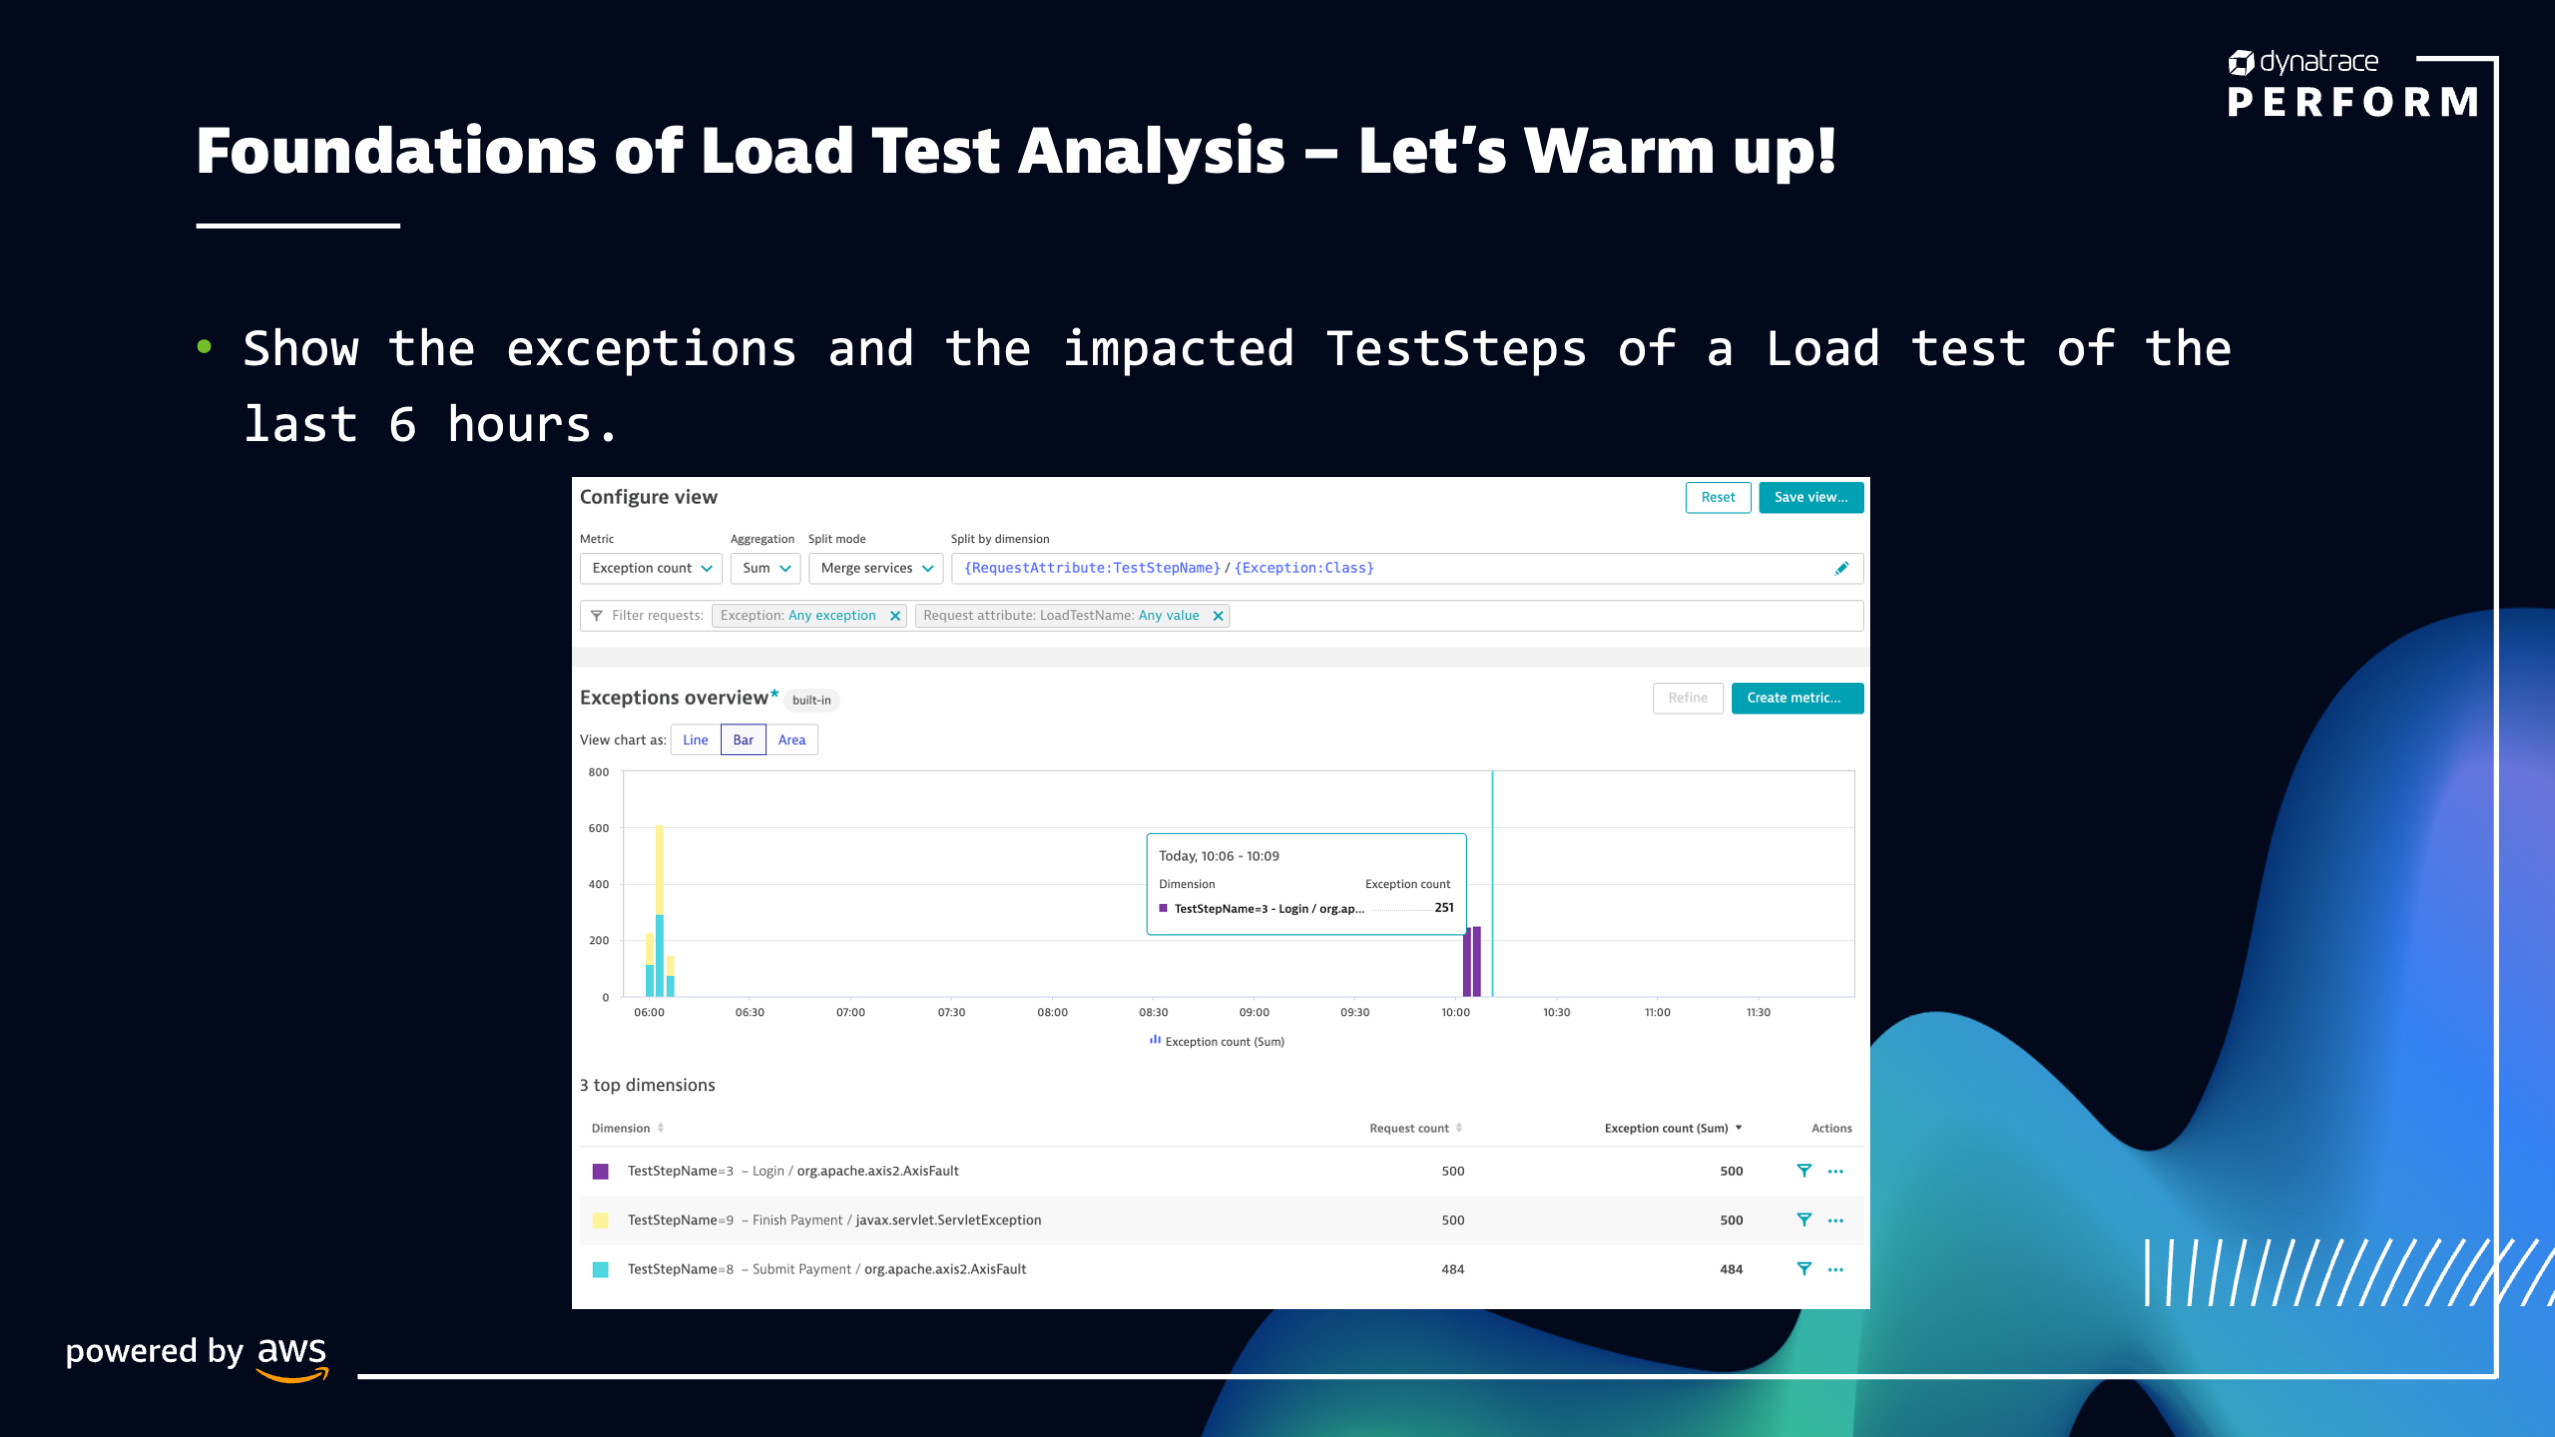 dynatrace
PERFORM
Foundations of Load Test Analysis – Let’s Warm up!
• Show the exceptions and the impacted TestSteps of a Load test of the
last 6 hours.
Configure view
Reset
Save view...
Metric
Aggregation
Split mode
Split by dimension
Exception count
Sum
Merge services
{RequestAttribute:TestStepName} / {Exception:Class}
Filter requests:
Exception: Any exception
Request attribute: LoadTestName: Any value
Exceptions overview*
built-in
Refine
Create metric...
View chart as:
Line
Bar
Area
800
600
400
200
0
Today, 10:06 - 10:09
Dimension Exception count
TestStepName=3 - Login / org.ap... 251
06:00 06:30 07:00 07:30 08:00 08:30 09:00 09:30 10:00 10:30 11:00 11:30
Exception count (Sum)
3 top dimensions
Dimension Request count Exception count (Sum) Actions
TestStepName=3 – Login / org.apache.axis2.AxisFault 500 500
TestStepName=9 – Finish Payment / javax.servlet.ServletException 500 500
TestStepName=8 – Submit Payment / org.apache.axis2.AxisFault 484 484
powered by aws